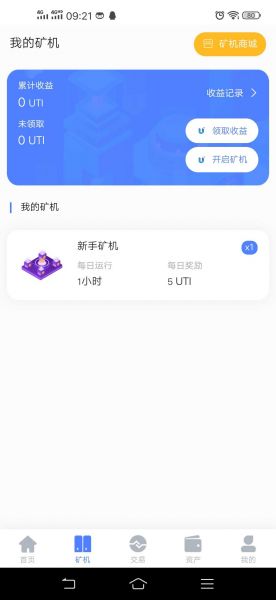 4G 4GHD 09:21 80
我的矿机
矿机商城
累计收益
0 UTI
收益记录
未领取
0 UTI
领取收益
开启矿机
我的矿机
新手矿机
x1
每日运行 每日奖励
1小时 5 UTI
首页 矿机 交易 资产 我的